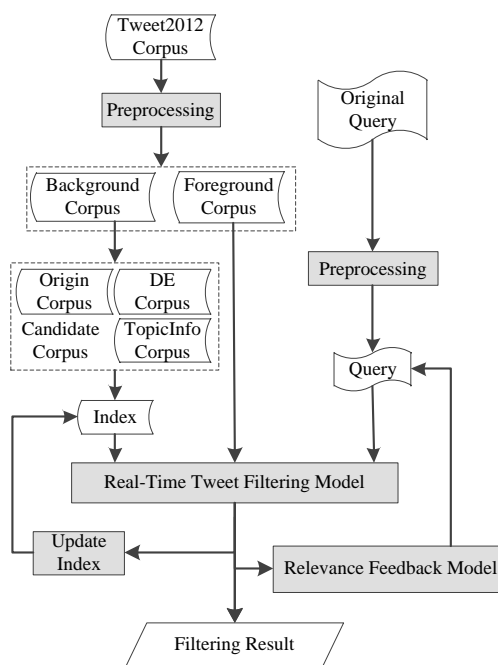 Tweet2012
Corpus
Preprocessing
Original
Query
Background
Corpus
Foreground
Corpus
Preprocessing
Origin
Corpus
DE
Corpus
Candidate
Corpus
TopicInfo
Corpus
Query
Index
Real-Time Tweet Filtering Model
Update
Index
Relevance Feedback Model
Filtering Result